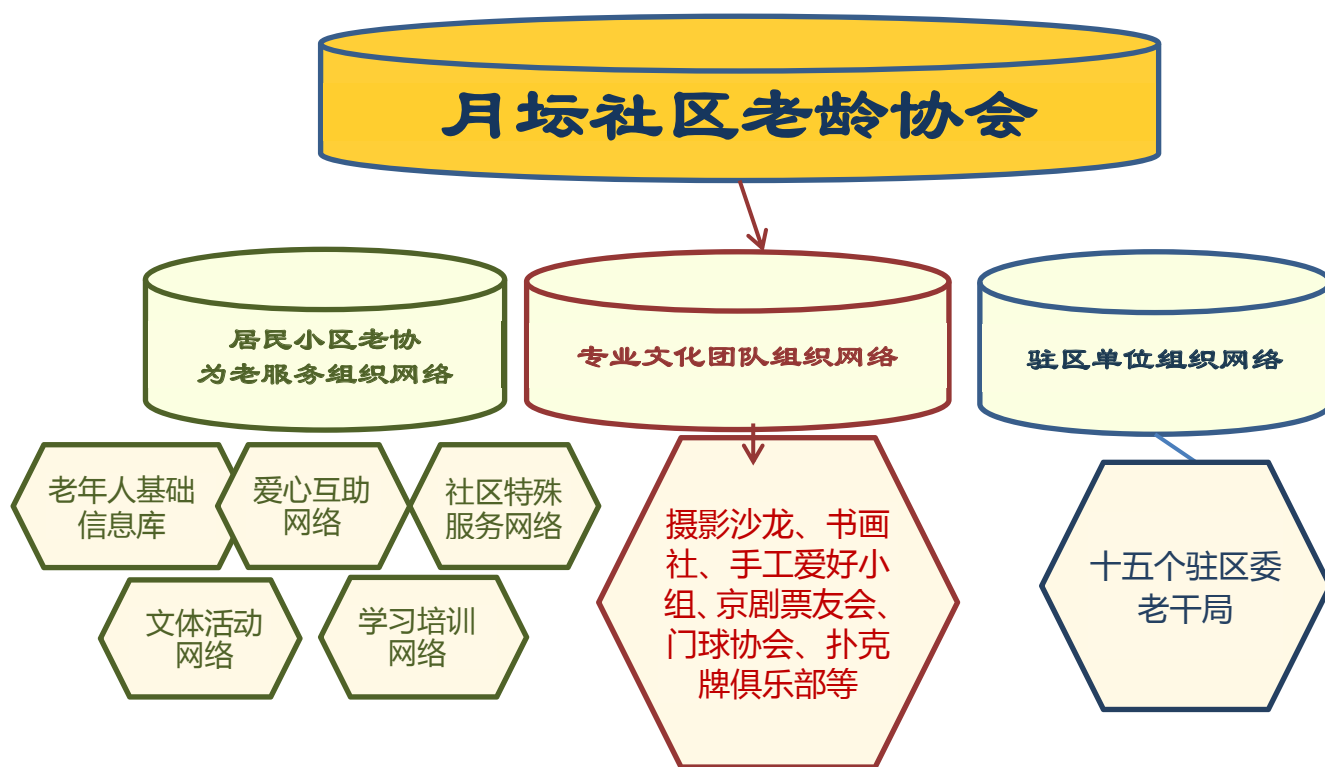 月坛社区老龄协会
居民小区老协
为老服务组织网络
专业文化团队组织网络
驻区单位组织网络
老年人基础
信息库
爱心互助
网络
社区特殊
服务网络
文体活动
网络
学习培训
网络
摄影沙龙、书画
社、手工爱好小
组、京剧票友会、
门球协会、扑克
牌俱乐部等
十五个驻区委
老干局